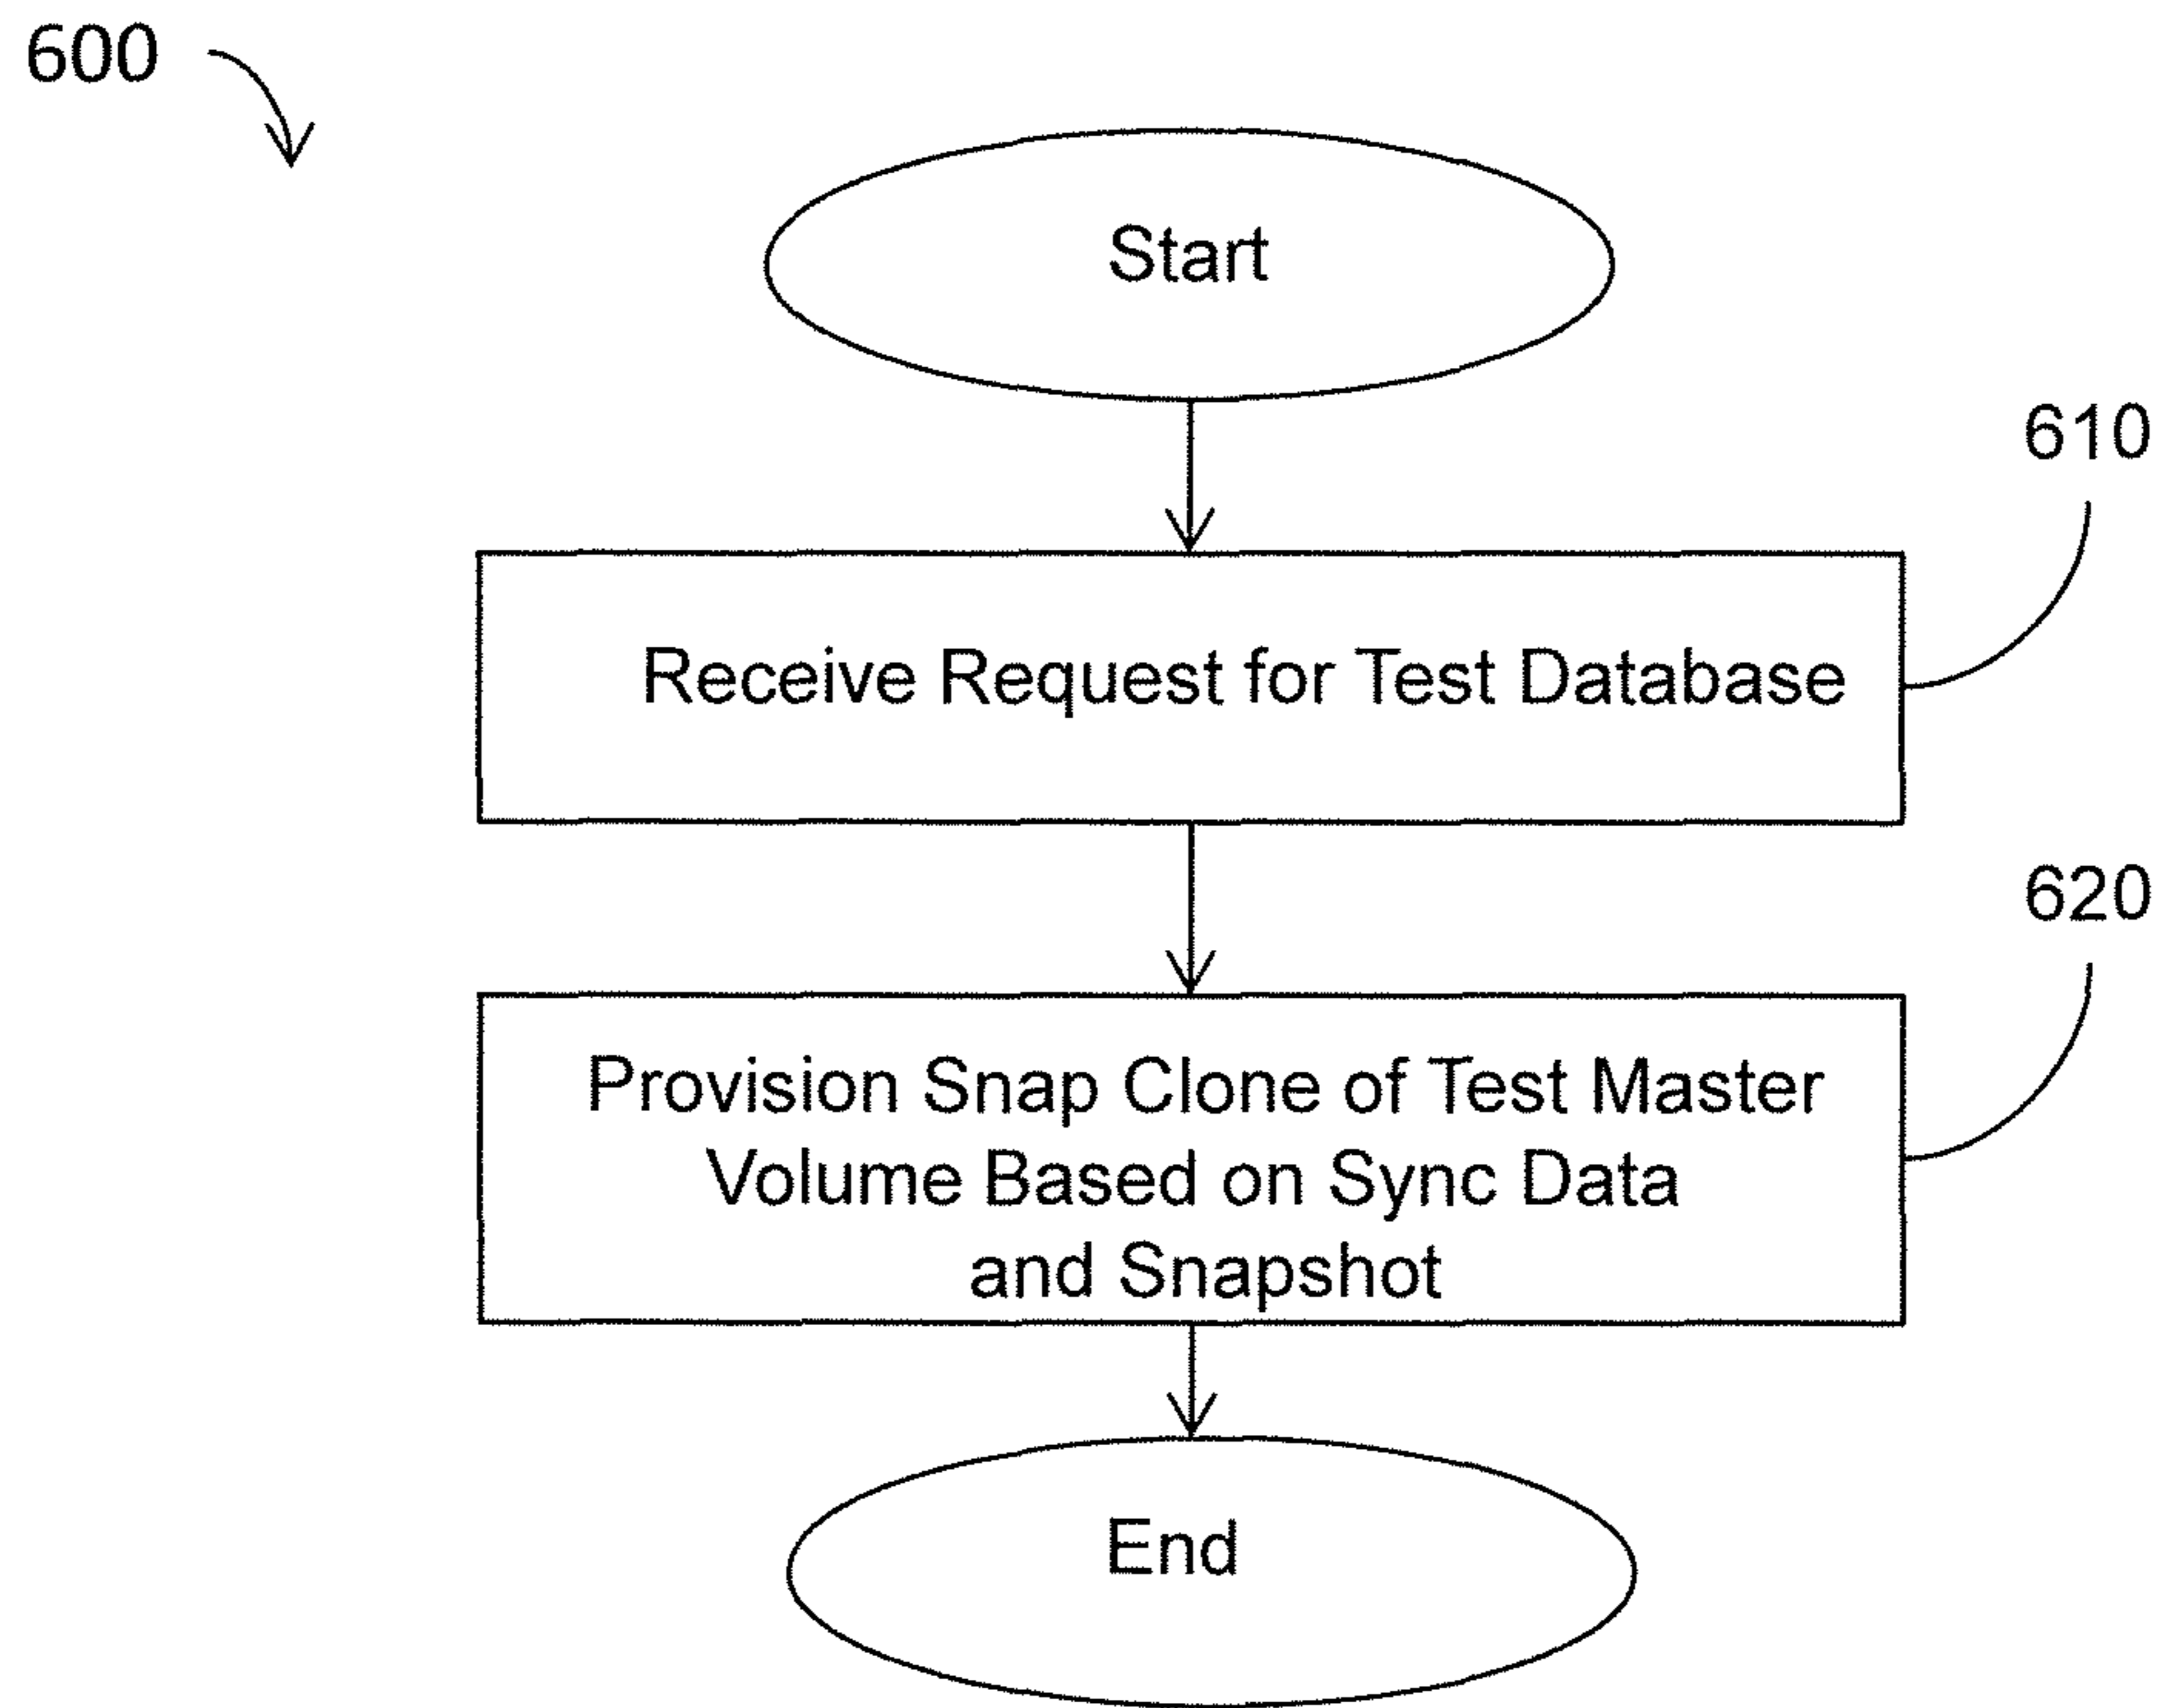 600
Start
610
Receive Request for Test Database
620
Provision Snap Clone of Test Master
Volume Based on Sync Data
and Snapshot
End